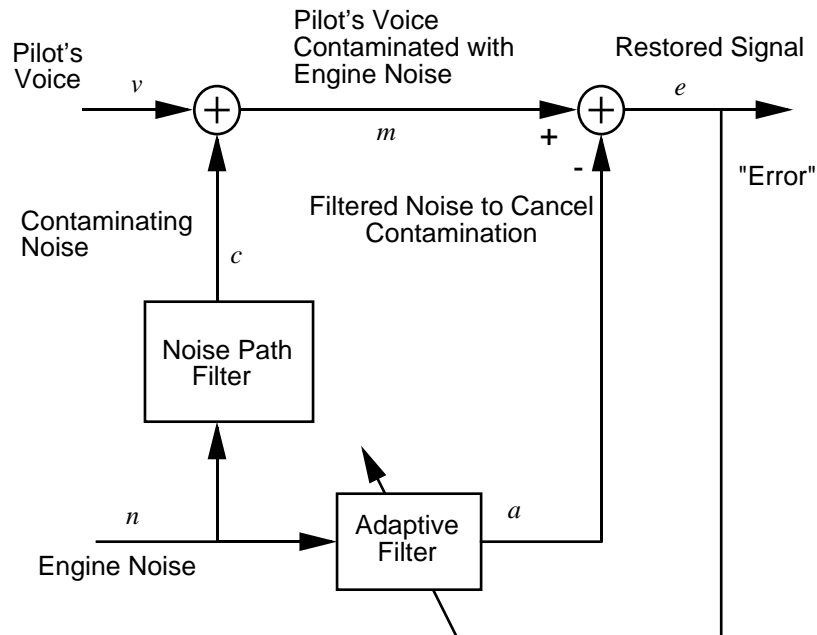 Pilot's
Voice
v
Pilot's Voice
Contaminated with
Engine Noise
Restored Signal
+
+
m
e
+
-
"Error"
Contaminating
Noise
c
Filtered Noise to Cancel
Contamination
Noise Path
Filter
n
Engine Noise
Adaptive
Filter
a